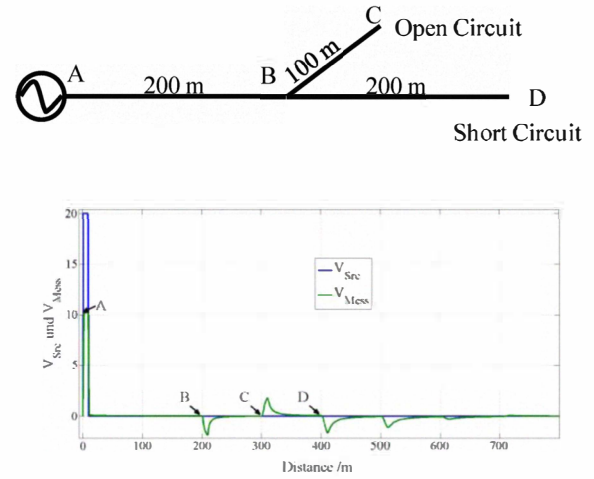 C
Open Circuit
A
B
100 m
200 m
200 m
D
Short Circuit
20
15
10
5
0
V_Src und V_Mess
A
V_Src
V_Mess
B
C
D
0
100
200
300
400
500
600
700
Distance /m